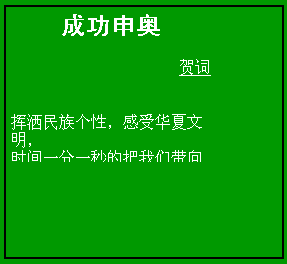 成功申奥
贺词
挥洒民族个性，感受华夏文
明，
时间一分一秒的把我们带向